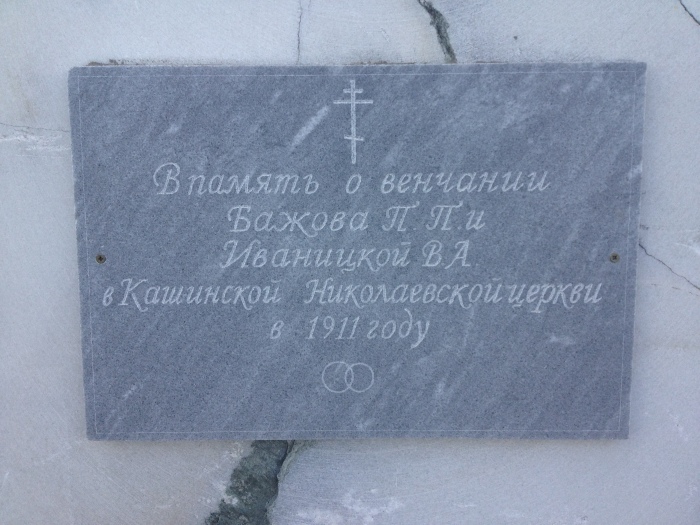 В память о венчании
Бажова П.П. и
Иваницкой В.А
в Кашинской Николаевской церкви
в 1911 году